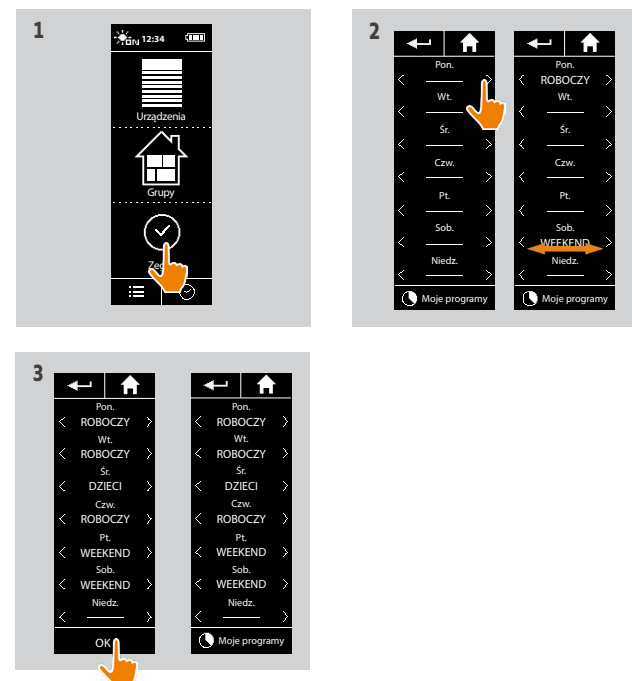 1
ON 12:34
Urządzenia
Grupy
2
Pon.
Wt.
Śr.
Czw.
Pt.
Sob.
Niedz.
Moje programy
Pon.
ROBOCZY
Wt.
Śr.
Czw.
Pt.
Sob.
WEEKEND
Niedz.
Moje programy
3
Pon.
ROBOCZY
Wt.
ROBOCZY
Śr.
DZIECI
Czw.
ROBOCZY
Pt.
WEEKEND
Sob.
WEEKEND
Niedz.
OK
Pon.
ROBOCZY
Wt.
ROBOCZY
Śr.
DZIECI
Czw.
ROBOCZY
Pt.
WEEKEND
Sob.
WEEKEND
Niedz.
Moje programy